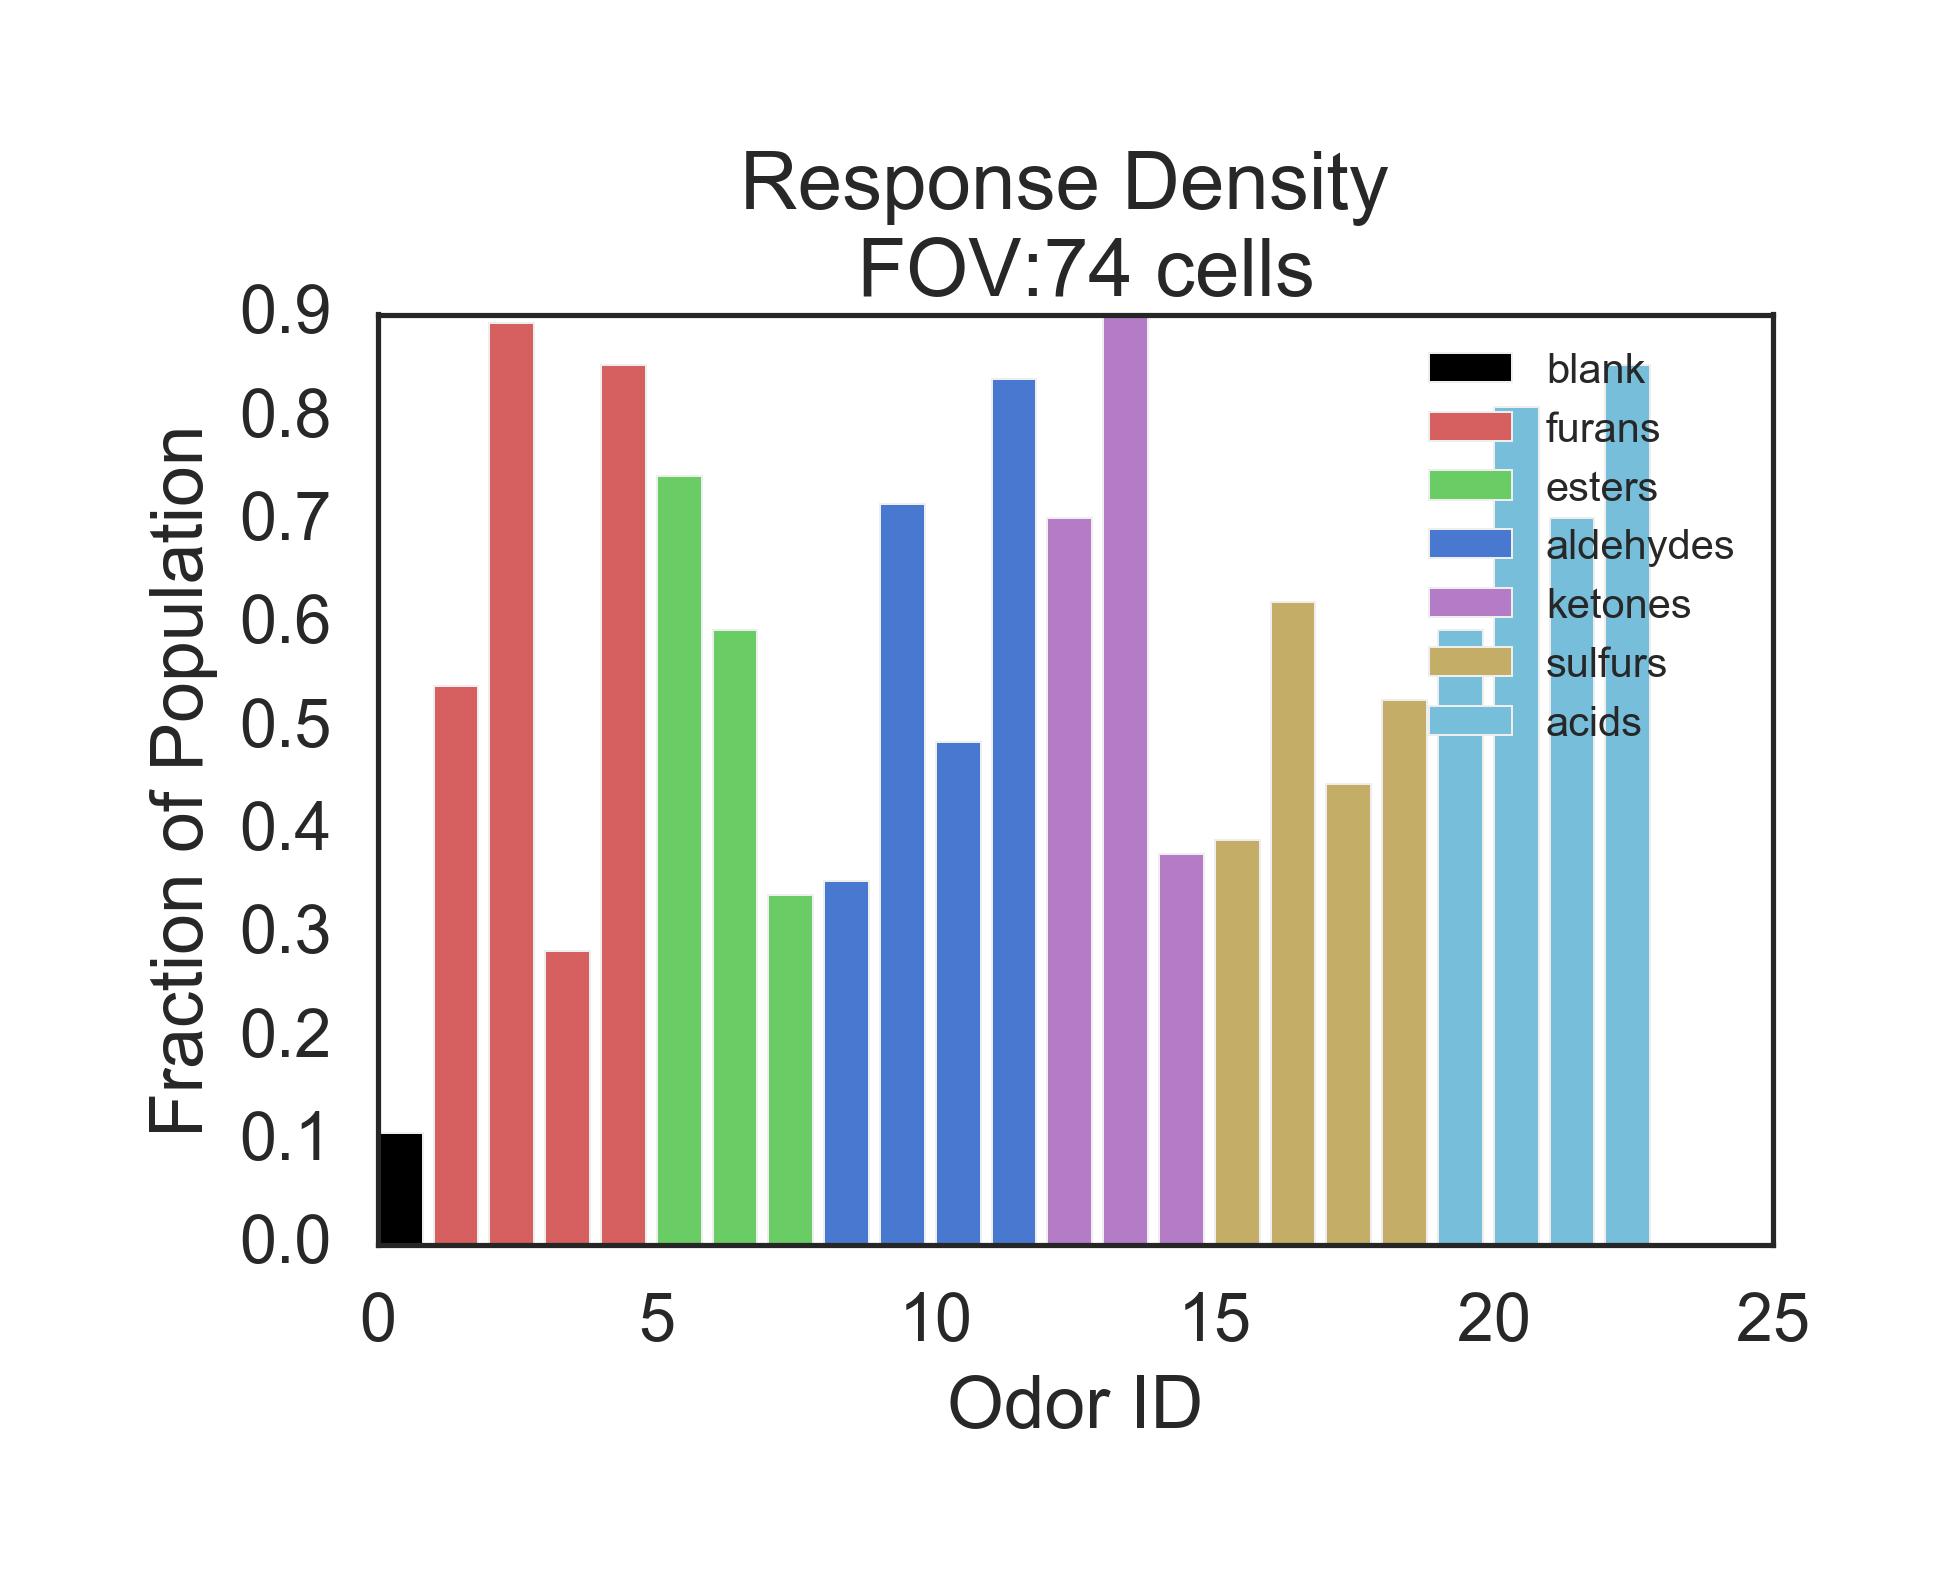 Response Density
FOV:74 cells
Fraction of Population
0.9
0.8
0.7
0.6
0.5
0.4
0.3
0.2
0.1
0.0
blank
furans
esters
aldehydes
ketones
sulfurs
acids
0 5 10 15 20 25
Odor ID